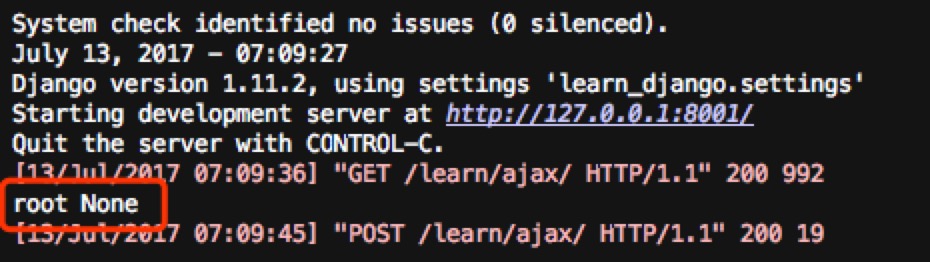 System check identified no issues (0 silenced).
July 13, 2017 - 07:09:27
Django version 1.11.2, using settings 'learn_django.settings'
Starting development server at http://127.0.0.1:8001/
Quit the server with CONTROL-C.
[13/Jul/2017 07:09:36] "GET /learn/ajax/ HTTP/1.1" 200 992
root None
[13/Jul/2017 07:09:45] "POST /learn/ajax/ HTTP/1.1" 200 19